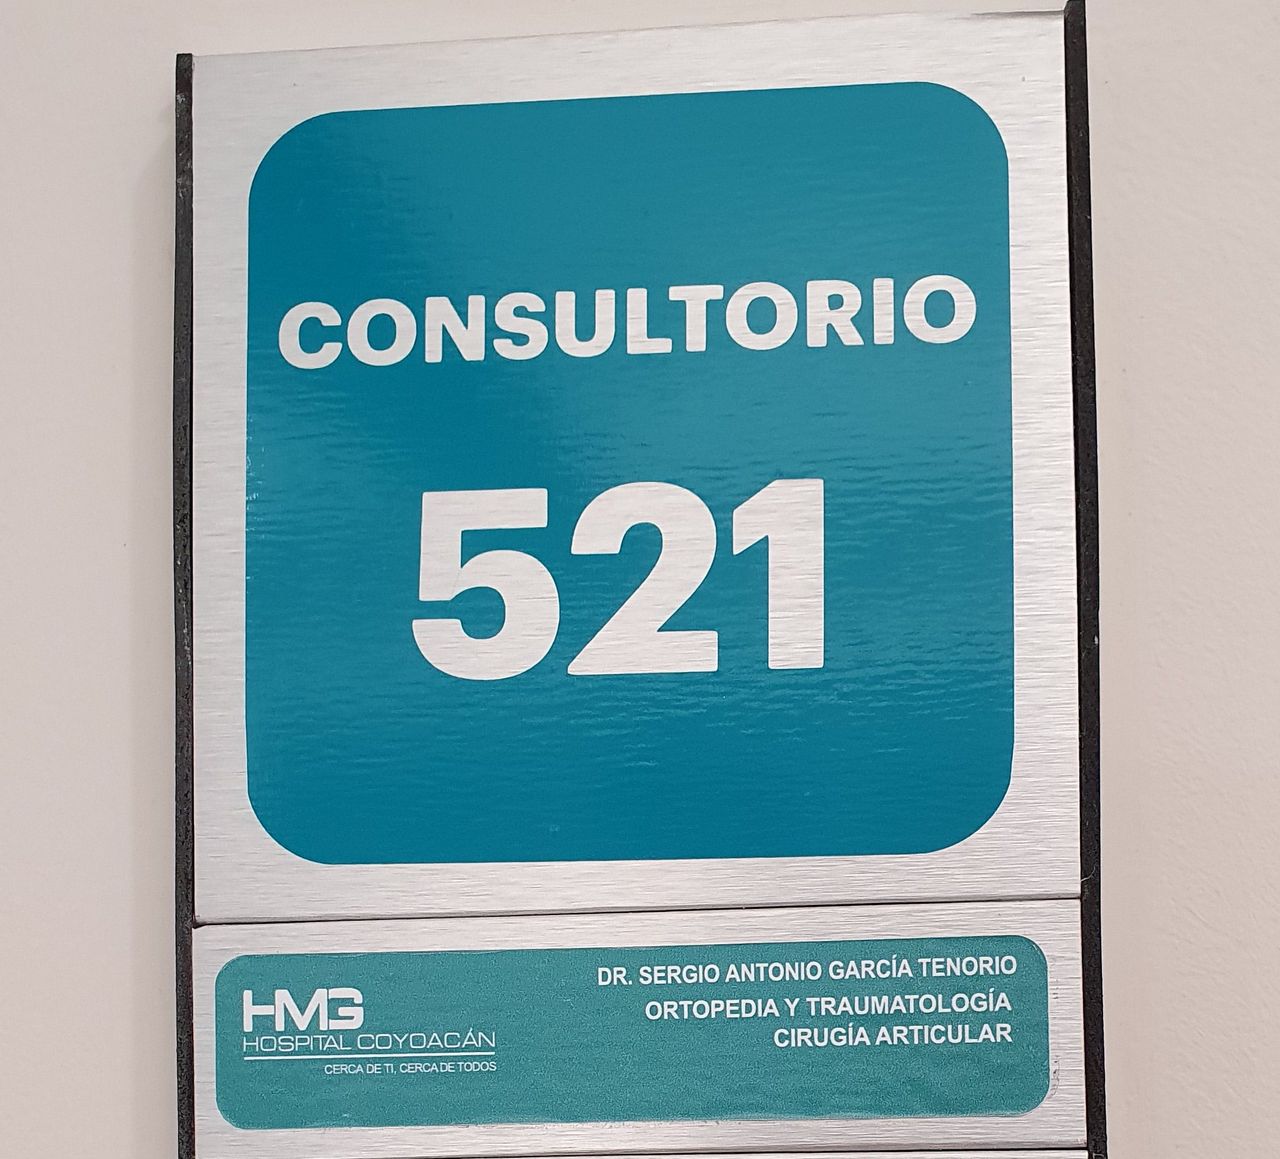 CONSULTORIO
521
HMG
HOSPITAL COYOACÁN
CERCA DE TI, CERCA DE TODOS
DR. SERGIO ANTONIO GARCÍA TENORIO
ORTOPEDIA Y TRAUMATOLOGÍA
CIRUGÍA ARTICULAR